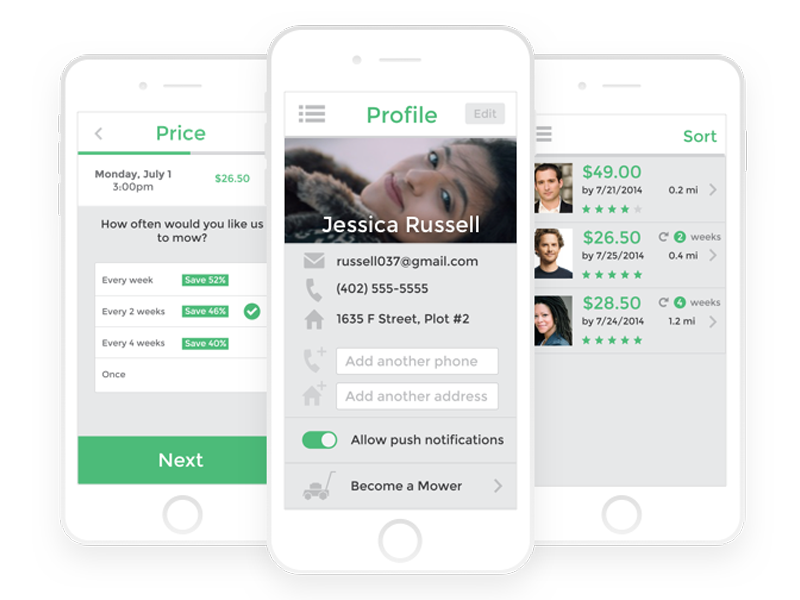 Price
Monday, July 1
3:00pm
$26.50
How often would you like us
to mow?
Every week Save 52%
Every 2 weeks Save 46%
Every 4 weeks Save 40%
Once
Next
Profile
Edit
Jessica Russell
russell037@gmail.com
(402) 555-5555
1635 F Street, Plot #2
Add another phone
Add another address
Allow push notifications
Become a Mower
Sort
$49.00
by 7/21/2014 0.2 mi
$26.50 2 weeks
by 7/25/2014 0.4 mi
$28.50 4 weeks
by 7/24/2014 1.2 mi